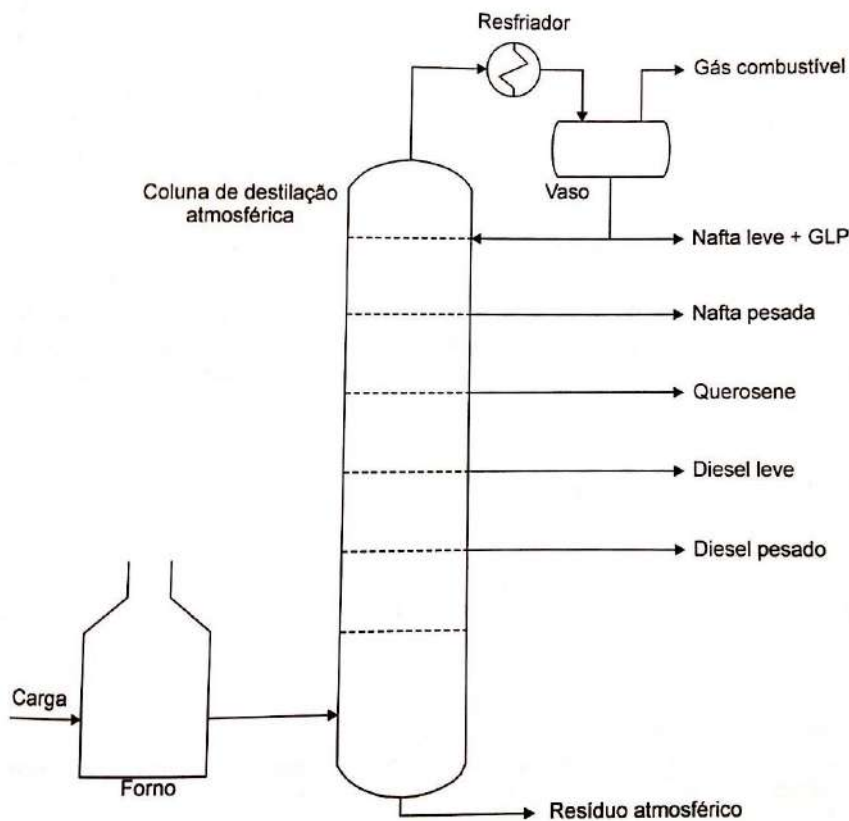 Resfriador
Gás combustível
Coluna de destilação
atmosférica
Vaso
Nafta leve + GLP
Nafta pesada
Querosene
Diesel leve
Diesel pesado
Carga
Forno
Resíduo atmosférico